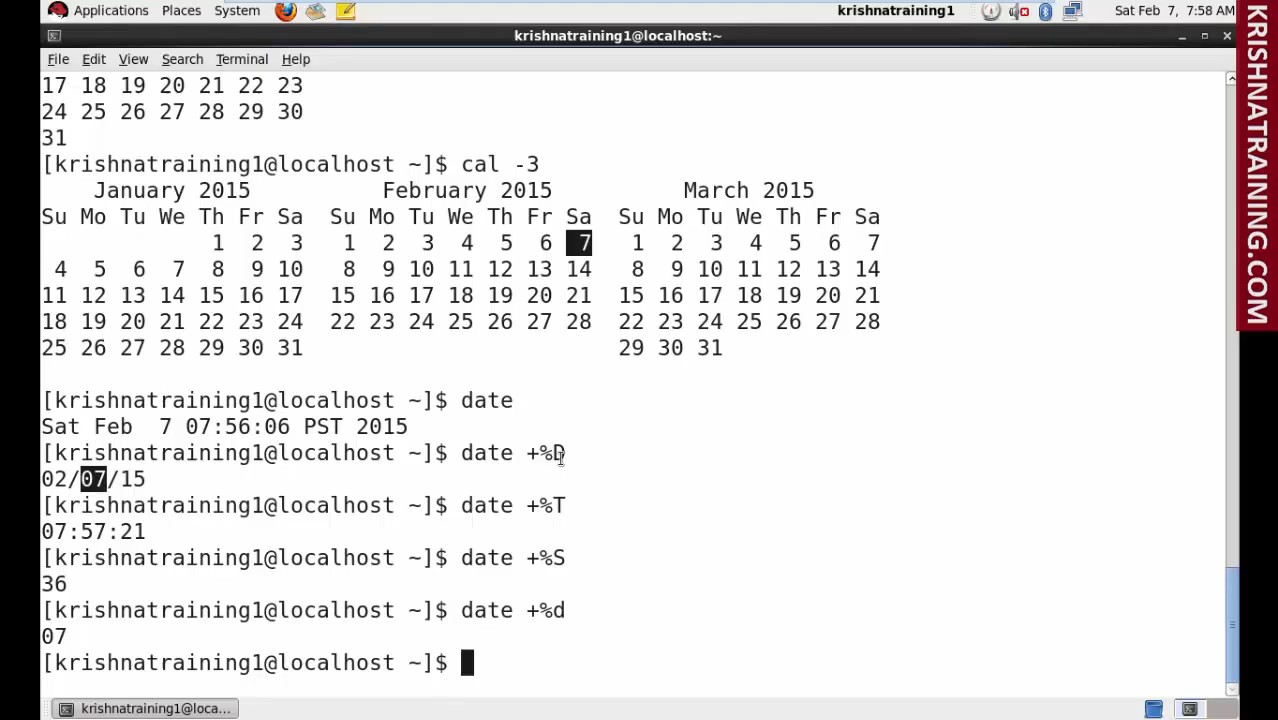 Applications Places System krishnatraining1 Sat Feb 7, 7:58 AM
krishnatraining1@localhost:~
File Edit View Search Terminal Help
17 18 19 20 21 22 23
24 25 26 27 28 29 30
31
[krishnatraining1@localhost ~]$ cal -3
January 2015 February 2015 March 2015
Su Mo Tu We Th Fr Sa Su Mo Tu We Th Fr Sa Su Mo Tu We Th Fr Sa
1 2 3 1 2 3 4 5 6 7 1 2 3 4 5 6 7
4 5 6 7 8 9 10 8 9 10 11 12 13 14 8 9 10 11 12 13 14
11 12 13 14 15 16 17 15 16 17 18 19 20 21 15 16 17 18 19 20 21
18 19 20 21 22 23 24 22 23 24 25 26 27 28 22 23 24 25 26 27 28
25 26 27 28 29 30 31 29 30 31
[krishnatraining1@localhost ~]$ date
Sat Feb 7 07:56:06 PST 2015
[krishnatraining1@localhost ~]$ date +%D
02/07/15
[krishnatraining1@localhost ~]$ date +%T
07:57:21
[krishnatraining1@localhost ~]$ date +%S
36
[krishnatraining1@localhost ~]$ date +%d
07
[krishnatraining1@localhost ~]$
krishnatraining1@loca...
KRISHNATRAINING.COM